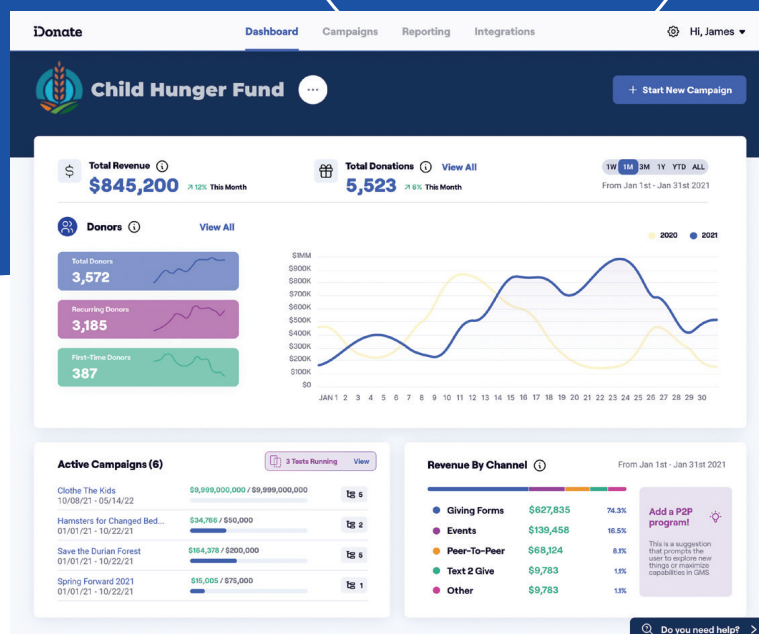 iDonate
Dashboard Campaigns Reporting Integrations
Hi, James
Child Hunger Fund
...
+ Start New Campaign
Total Revenue
$845,200 12% This Month
Total Donations View All
5,523 6% This Month
1W 1M 3M 1Y YTD ALL
From Jan 1st - Jan 31st 2021
Donors View All
2020 2021
Total Donors
3,572
Recurring Donors
3,185
First-Time Donors
387
$1MM
$900K
$800K
$700K
$600K
$500K
$400K
$300K
$200K
$100K
$0
JAN 1 2 3 4 5 6 7 8 9 10 11 12 13 14 15 16 17 18 19 20 21 22 23 24 25 26 27 28 29 30
Active Campaigns (6)
3 Tests Running View
Clothe The Kids $9,999,000,000 / $9,999,000,000 5
10/08/21 - 05/14/22
Hamsters for Changed Bed... $34,766 / $50,000 2
01/01/21 - 10/22/21
Save the Durian Forest $164,378 / $200,000 5
01/01/21 - 10/22/21
Spring Forward 2021 $15,005 / $75,000 1
01/01/21 - 10/22/21
Revenue By Channel From Jan 1st - Jan 31st 2021
Giving Forms $627,835 74.3%
Events $139,458 16.5%
Peer-To-Peer $68,124 8.1%
Text 2 Give $9,783 1.1%
Other $9,783 1.1%
Add a P2P
program!
This is a suggestion
that prompts the
user to explore new
things or maximize
capabilities in GMS
Do you need help?